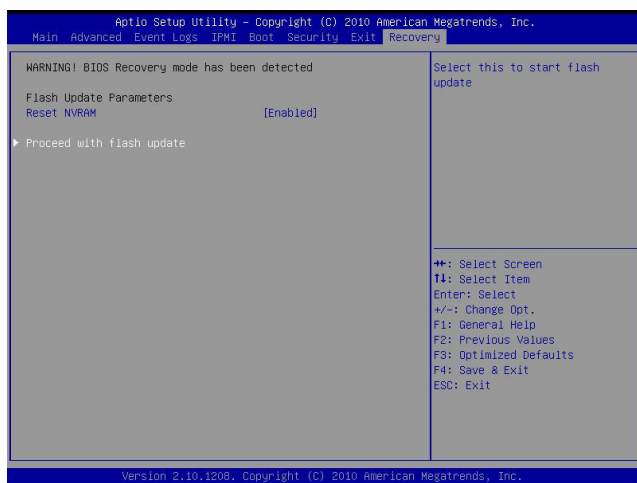 Aptio Setup Utility – Copyright (C) 2010 American Megatrends, Inc.
Main Advanced Event Logs IPMI Boot Security Exit Recovery
WARNING! BIOS Recovery mode has been detected
Flash Update Parameters
Reset NVRAM [Enabled]
▶ Proceed with flash update
Select this to start flash
update
→←: Select Screen
↑↓: Select Item
Enter: Select
+/-: Change Opt.
F1: General Help
F2: Previous Values
F3: Optimized Defaults
F4: Save & Exit
ESC: Exit
Version 2.10.1208. Copyright (C) 2010 American Megatrends, Inc.